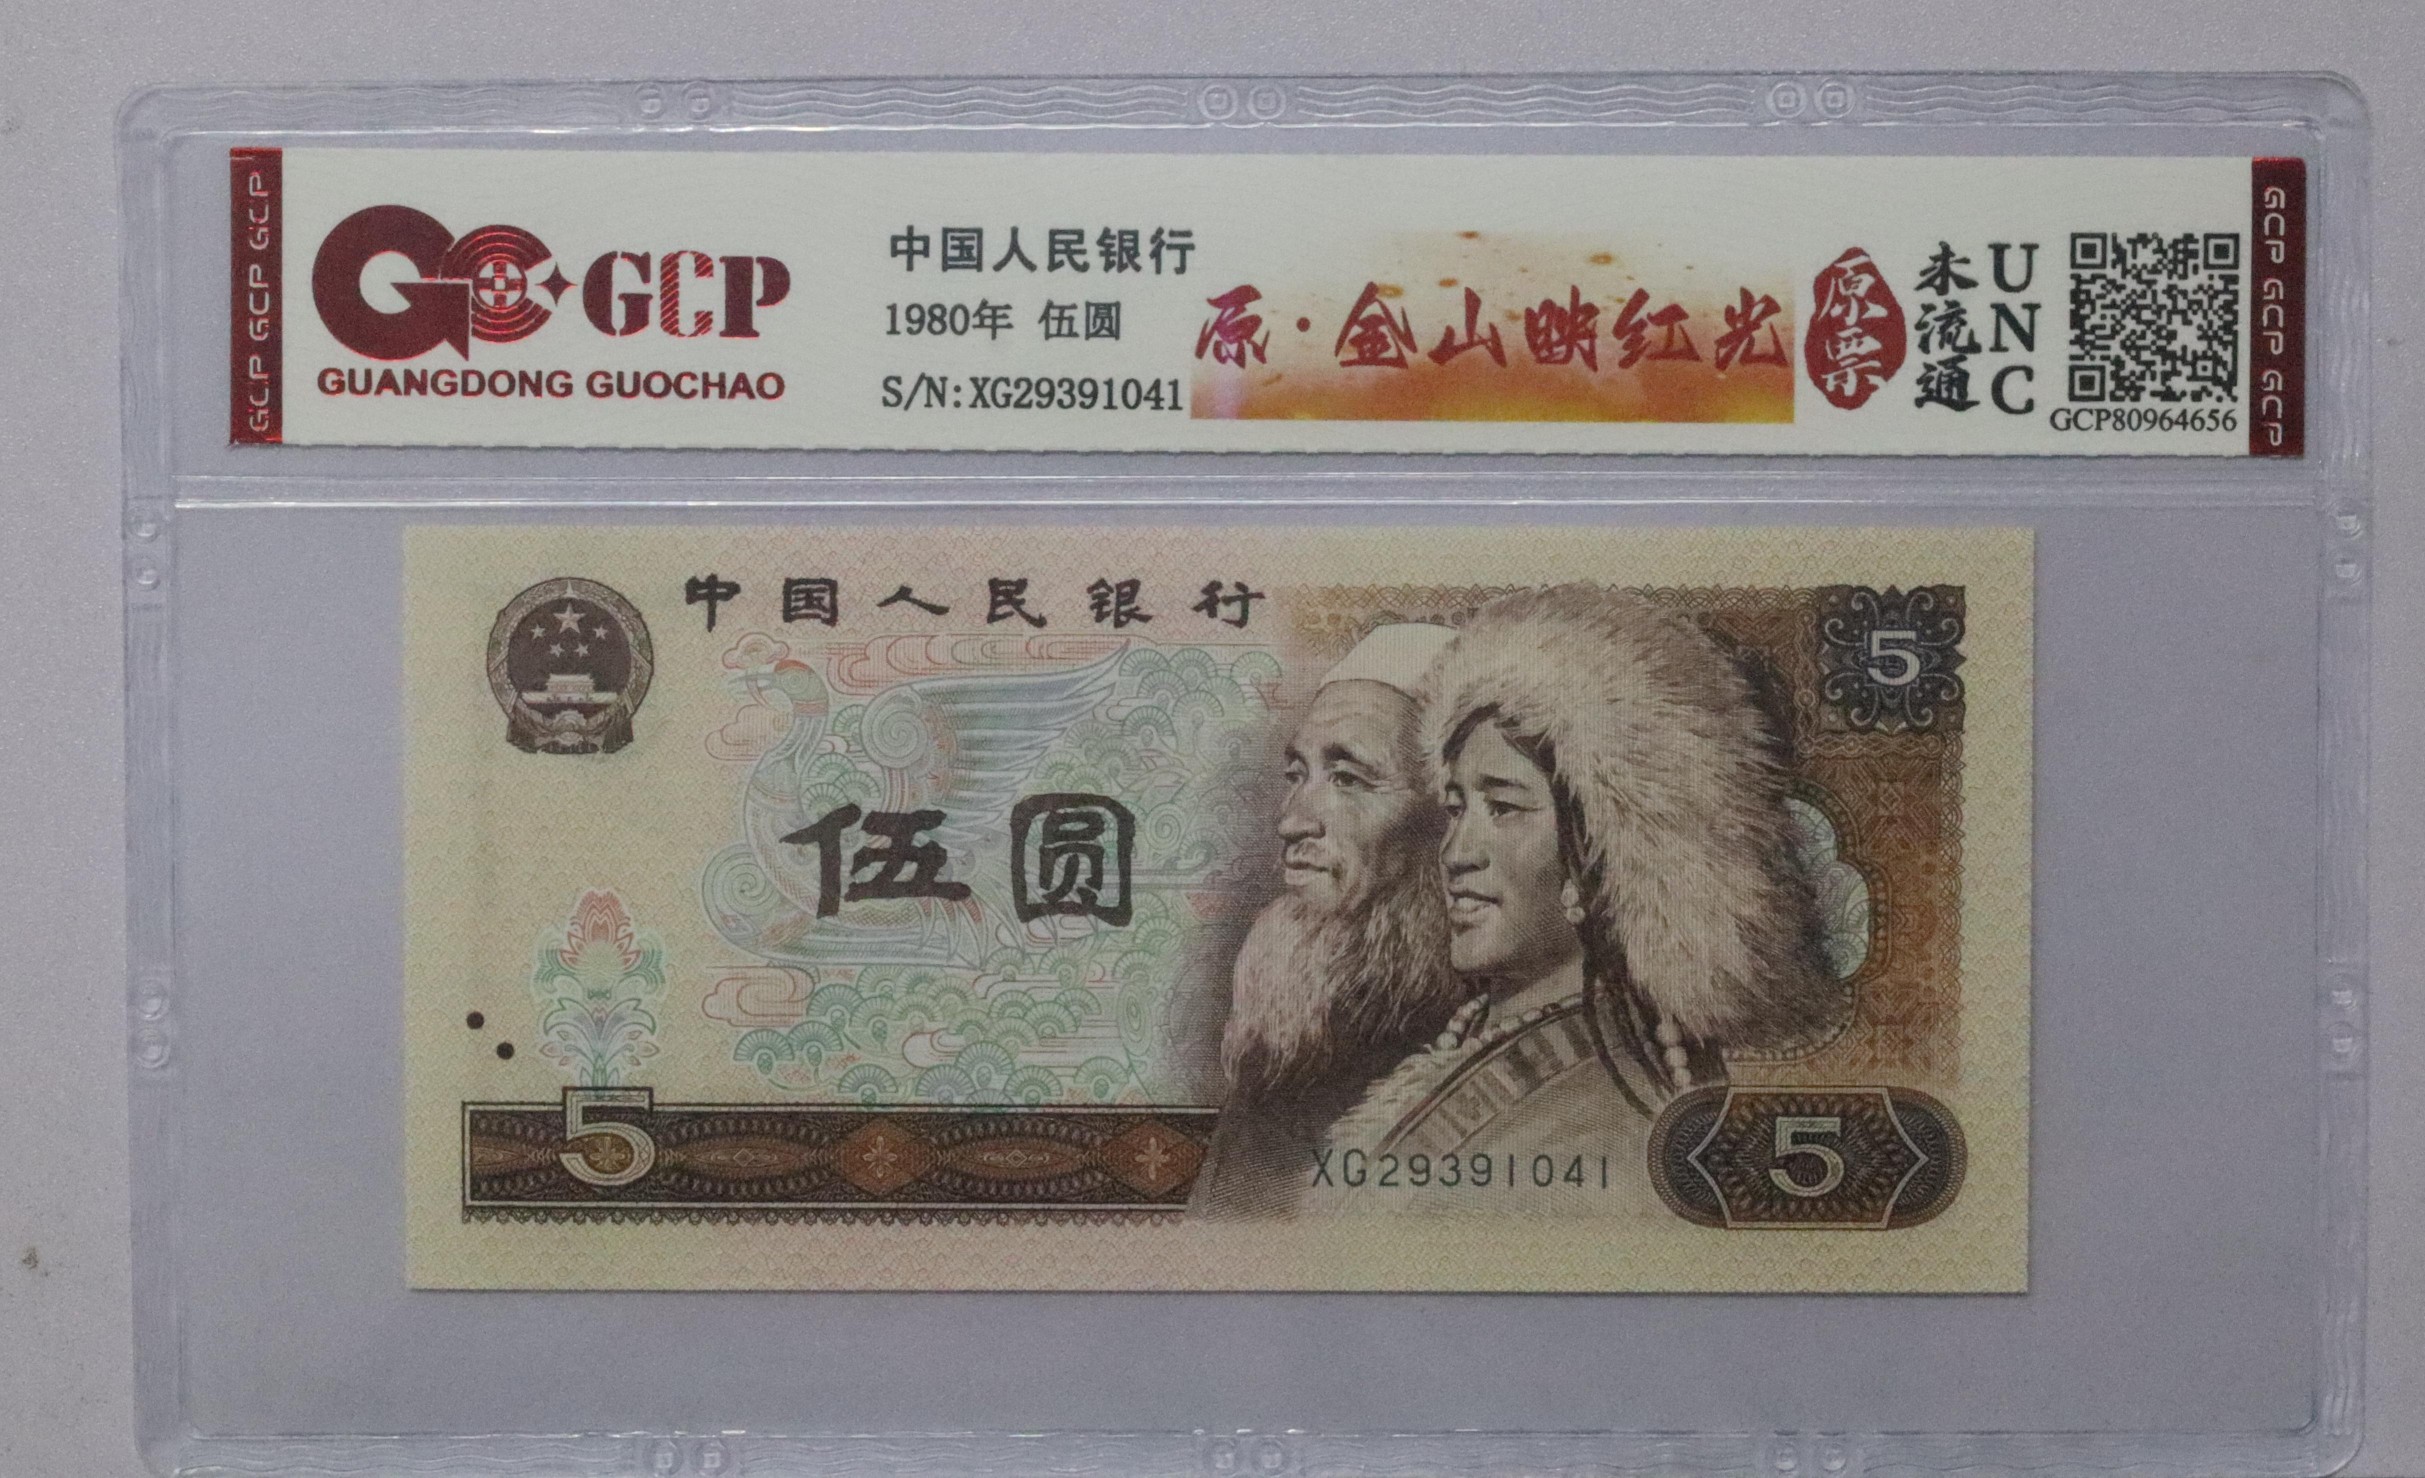 GCP GCP GCP
GCP
GUANGDONG GUOCHAO
中国人民银行
1980年 伍圆
S/N:XG29391041
原·金山映红光
原票
未流通
UNC
GCP80964656
GCP GCP GCP
中国人民银行
5
伍圆
5
XG29391041
5